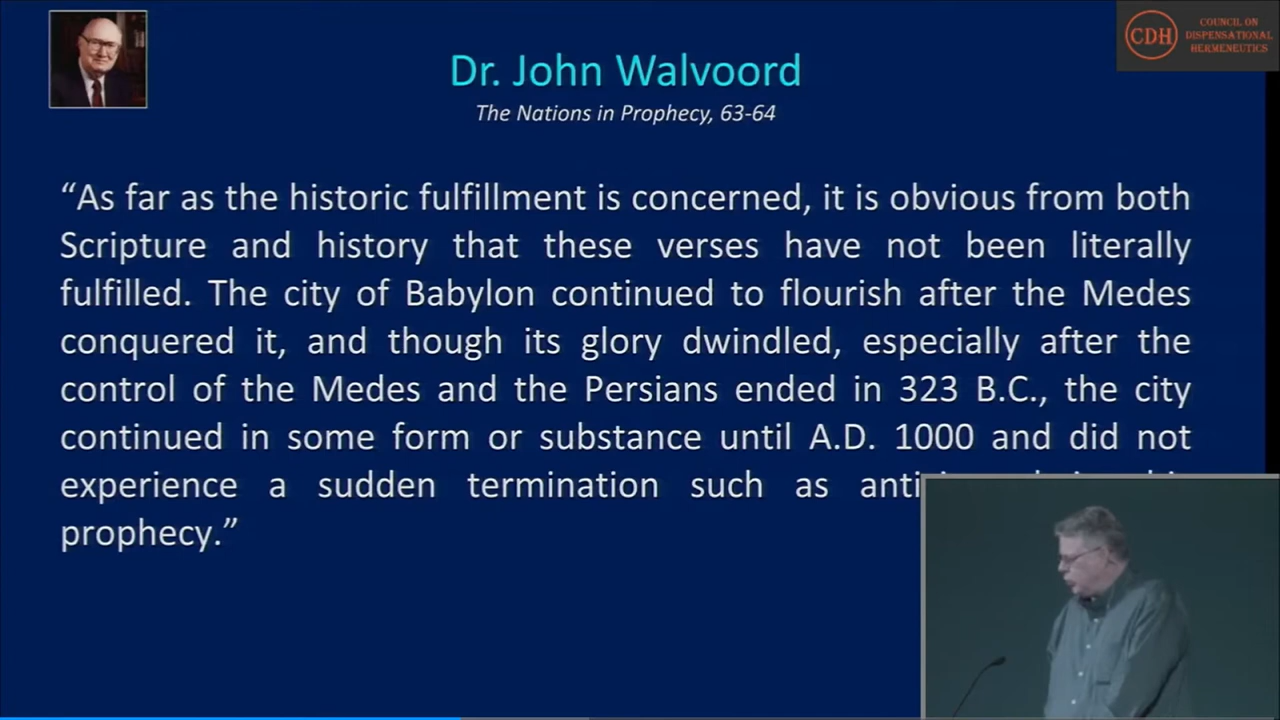 CDH
COUNCIL ON
DISPENSATIONAL
HERMENEUTICS
Dr. John Walvoord
The Nations in Prophecy, 63-64
“As far as the historic fulfillment is concerned, it is obvious from both
Scripture and history that these verses have not been literally
fulfilled. The city of Babylon continued to flourish after the Medes
conquered it, and though its glory dwindled, especially after the
control of the Medes and the Persians ended in 323 B.C., the city
continued in some form or substance until A.D. 1000 and did not
experience a sudden termination such as
prophecy.”